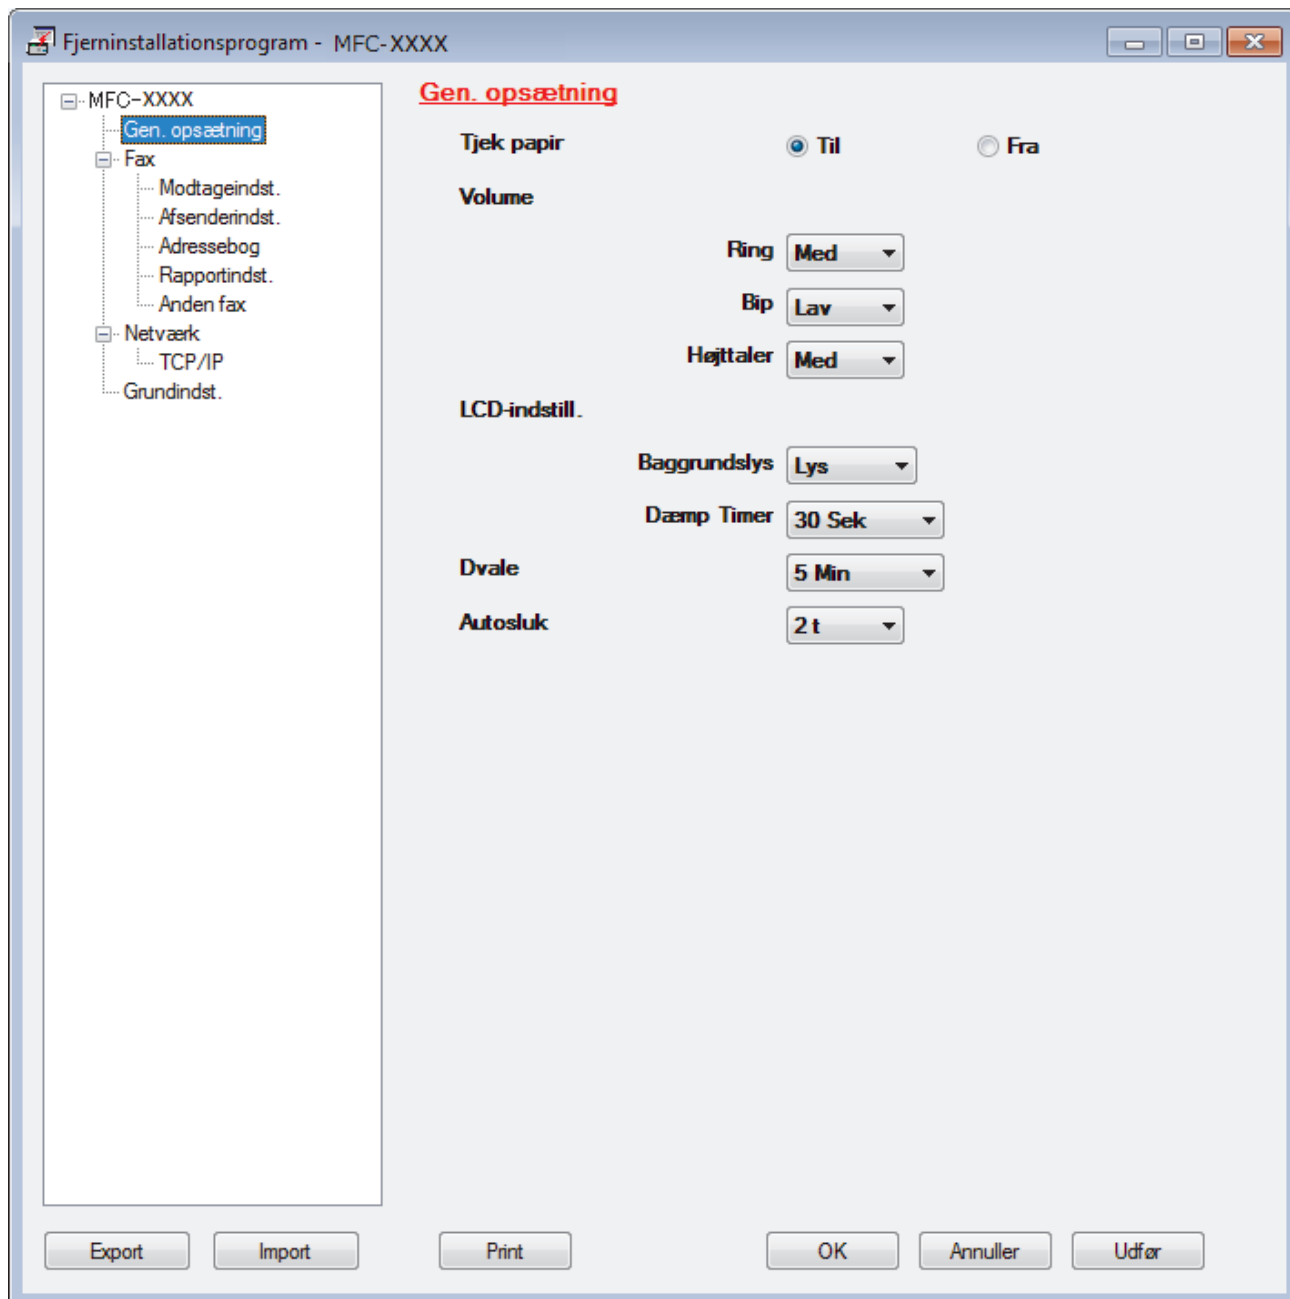 Fjerninstallationsprogram - MFC-XXXX
MFC-XXXX
Gen. opsætning
Fax
Modtageindst.
Afsenderindst.
Adressebog
Rapportindst.
Anden fax
Netværk
TCP/IP
Grundindst.
Gen. opsætning
Tjek papir Til Fra
Volume
Ring Med
Bip Lav
Højttaler Med
LCD-indstill.
Baggrundslys Lys
Dæmp Timer 30 Sek
Dvale 5 Min
Autosluk 2 t
Export Import Print OK Annuller Udfør